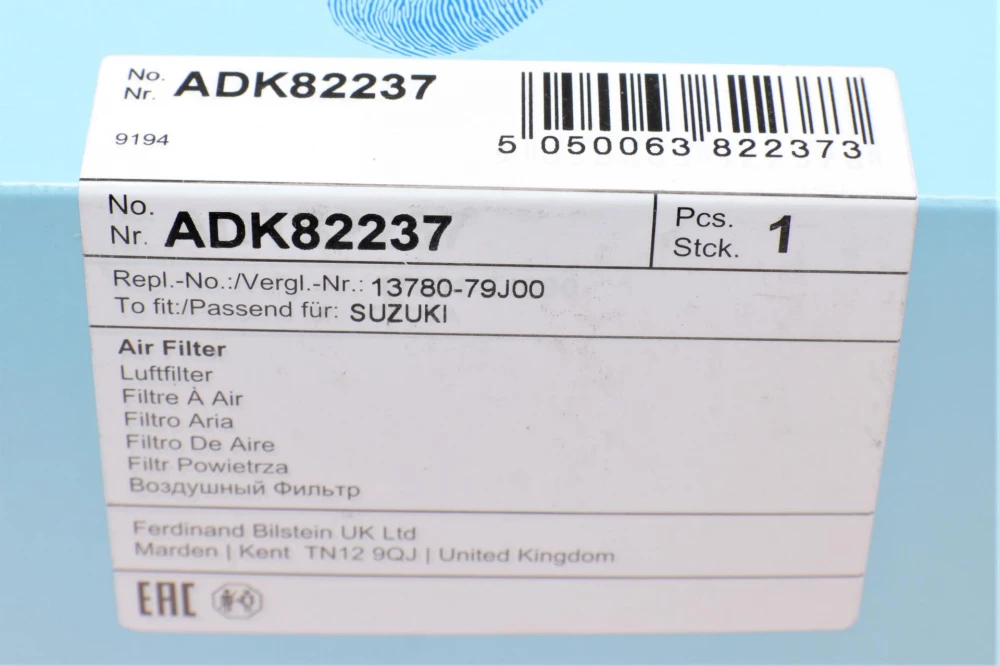 No.
Nr. ADK82237
9194
5 050063 822373
No.
Nr. ADK82237
Pcs.
Stck. 1
Repl.-No.:/Vergl.-Nr.: 13780-79J00
To fit:/Passend für: SUZUKI
Air Filter
Luftfilter
Filtre À Air
Filtro Aria
Filtro De Aire
Filtr Powietrza
Воздушный Фильтр
Ferdinand Bilstein UK Ltd
Marden | Kent TN12 9QJ | United Kingdom
EAC